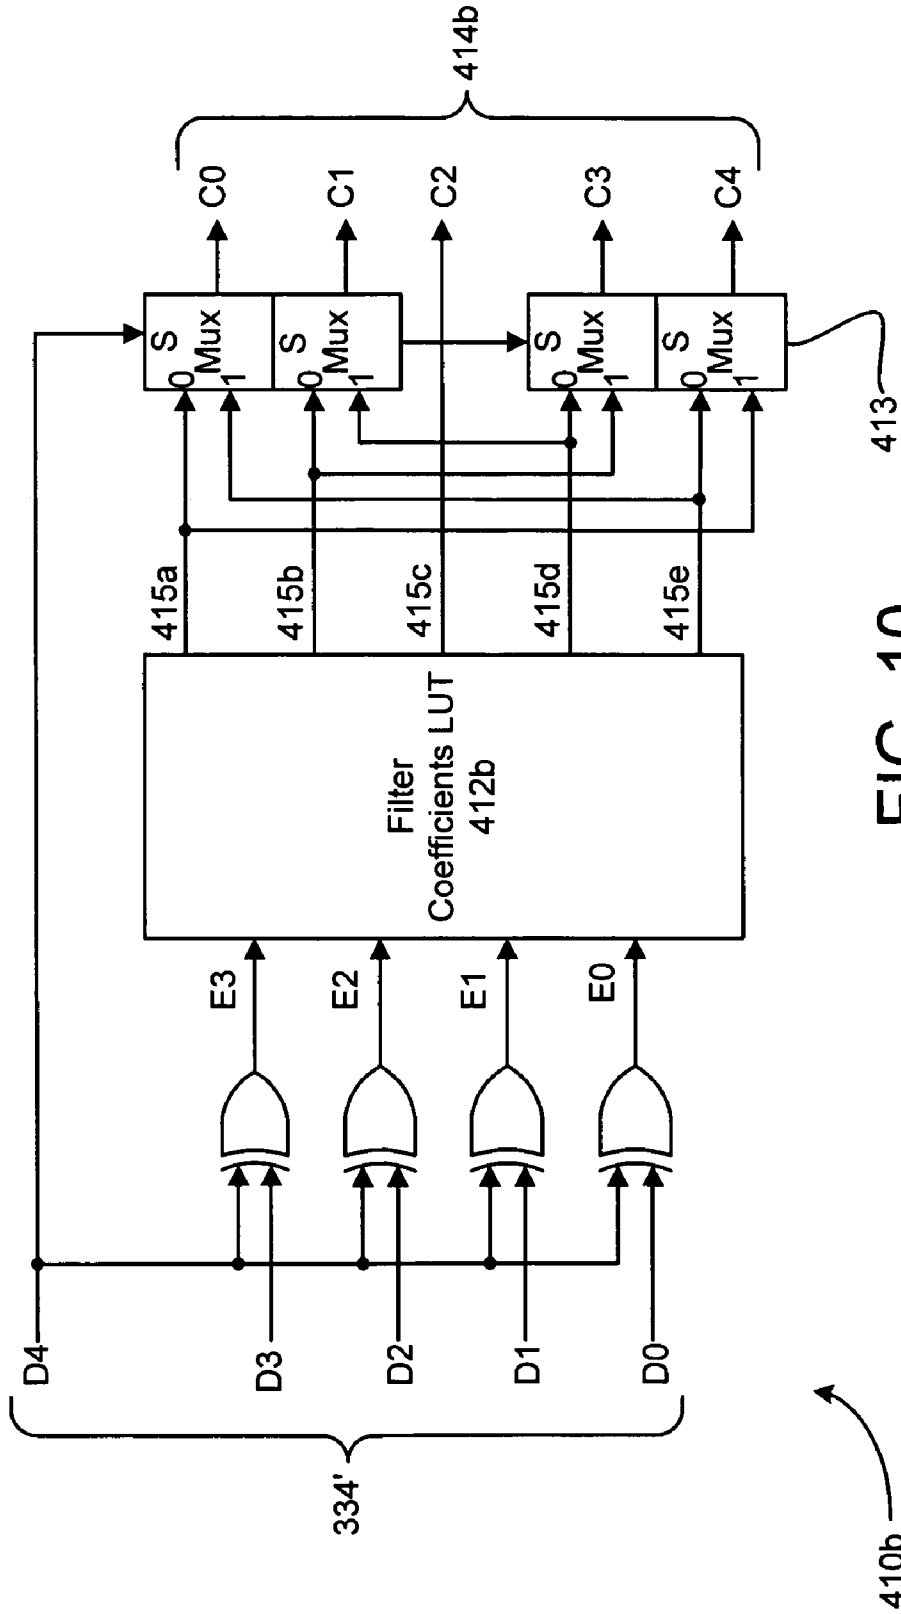 334'
D4
D3
D2
D1
D0
E3
E2
E1
E0
Filter
Coefficients LUT
412b
415a
415b
415c
415d
415e
S
Mux
0
1
S
Mux
0
1
S
Mux
0
1
S
Mux
0
1
C0
C1
C2
C3
C4
414b
413
410b